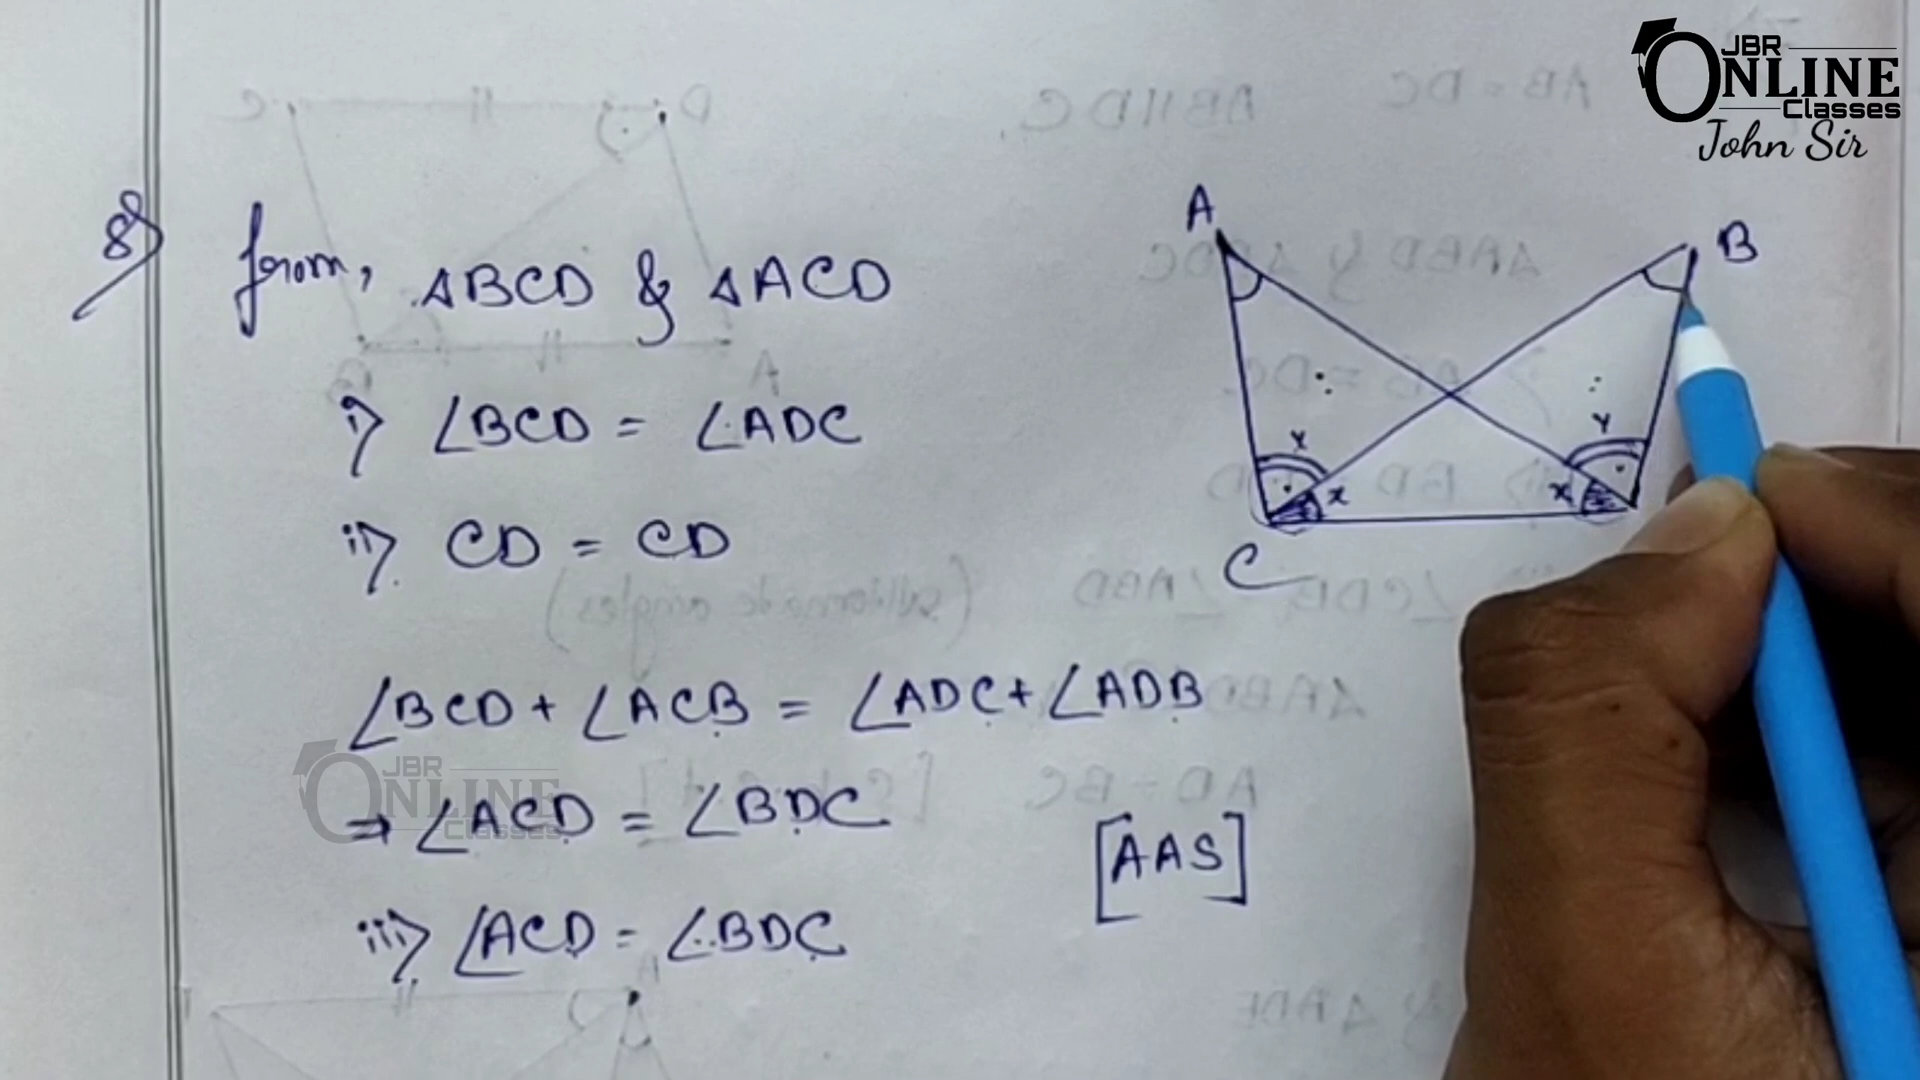 JBR
ONLINE
Classes
John Sir
8) from, ΔBCD & ΔACD
i) ∠BCD = ∠ADC
ii) CD = CD
∠BCD + ∠ACB = ∠ADC + ∠ADB
⇒ ∠ACD = ∠BDC
[AAS]
iii) ∠ACD = ∠BDC
A
B
Y
Y
x
x
C
JBR
ONLINE
Classes